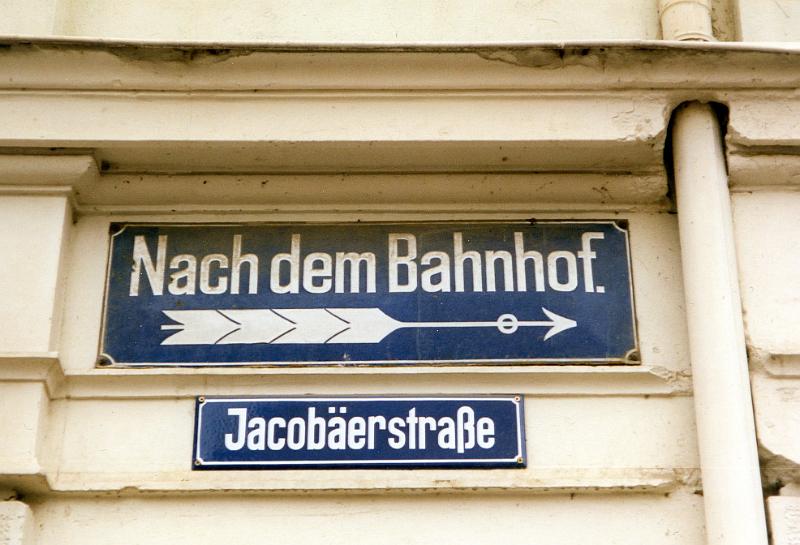 Nach dem Bahnhof.
Jacobäerstraße